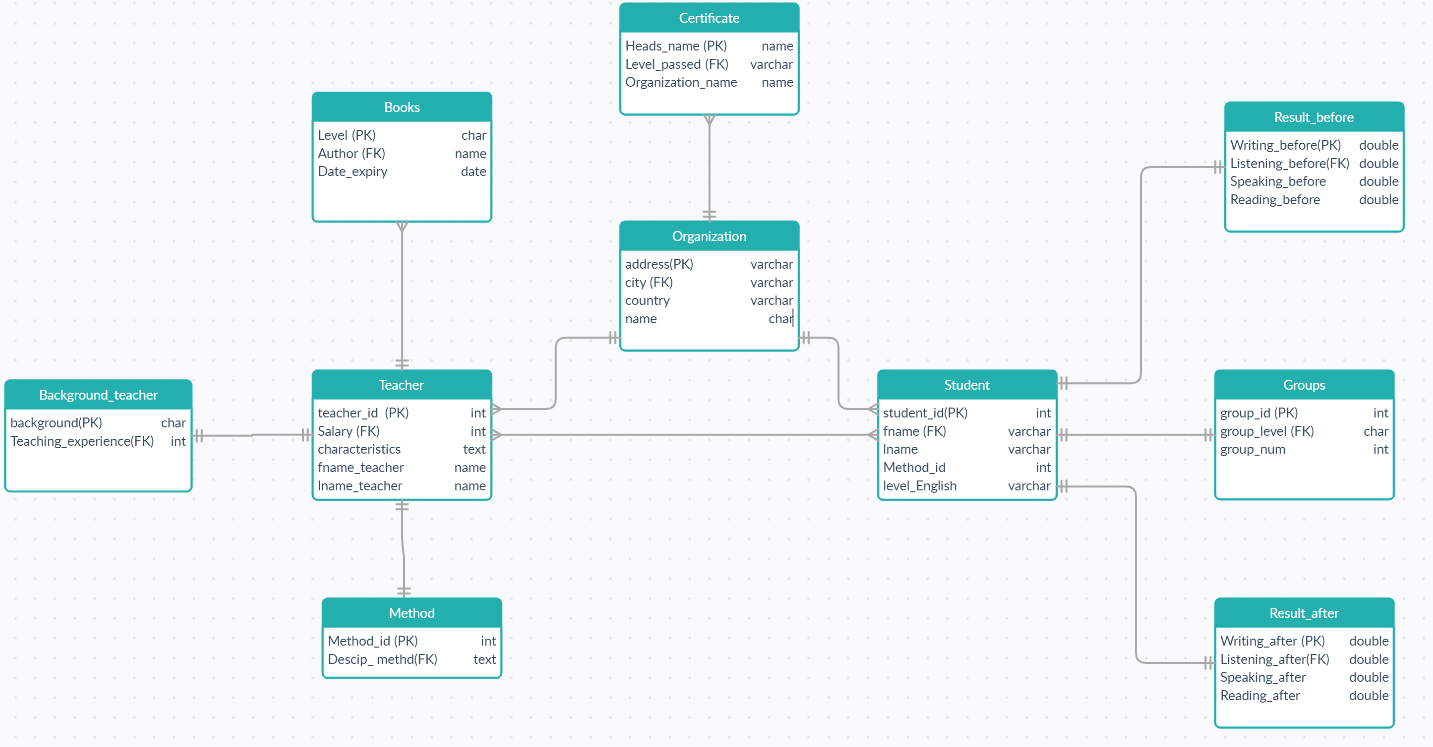 Certificate
Heads_name (PK) name
Level_passed (FK) varchar
Organization_name name
Books
Level (PK) char
Author (FK) name
Date_expiry date
Result_before
Writing_before(PK) double
Listening_before(FK) double
Speaking_before double
Reading_before double
Organization
address(PK) varchar
city (FK) varchar
country varchar
name char
Background_teacher
background(PK) char
Teaching_experience(FK) int
Teacher
teacher_id (PK) int
Salary (FK) int
characteristics text
fname_teacher name
lname_teacher name
Student
student_id(PK) int
fname (FK) varchar
lname varchar
Method_id int
level_English varchar
Groups
group_id (PK) int
group_level (FK) char
group_num int
Method
Method_id (PK) int
Descip_ methd(FK) text
Result_after
Writing_after (PK) double
Listening_after(FK) double
Speaking_after double
Reading_after double